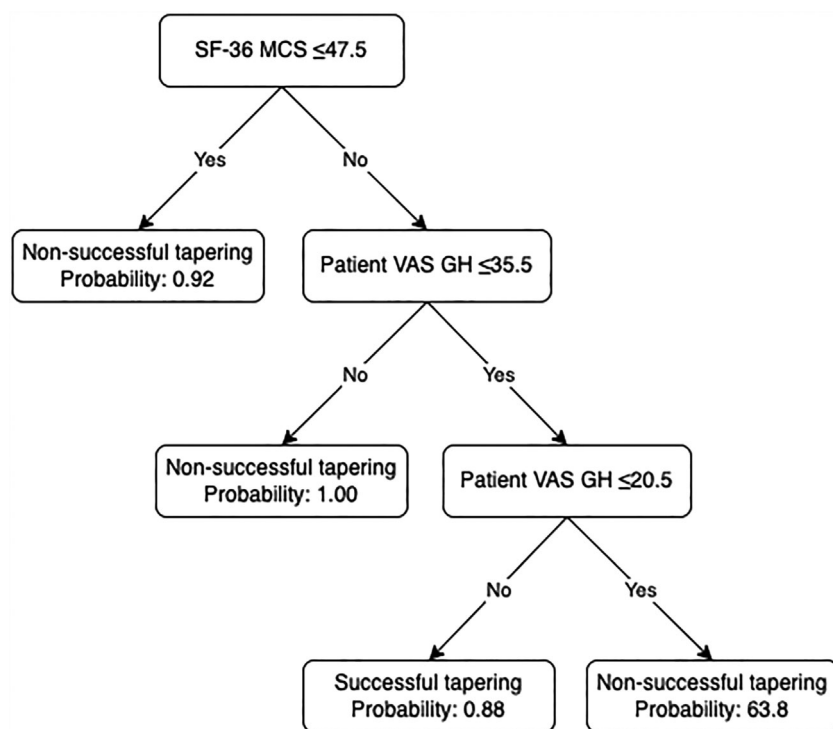 SF-36 MCS ≤47.5
Yes
No
Non-successful tapering
Probability: 0.92
Patient VAS GH ≤35.5
No
Yes
Non-successful tapering
Probability: 1.00
Patient VAS GH ≤20.5
No
Yes
Successful tapering
Probability: 0.88
Non-successful tapering
Probability: 63.8